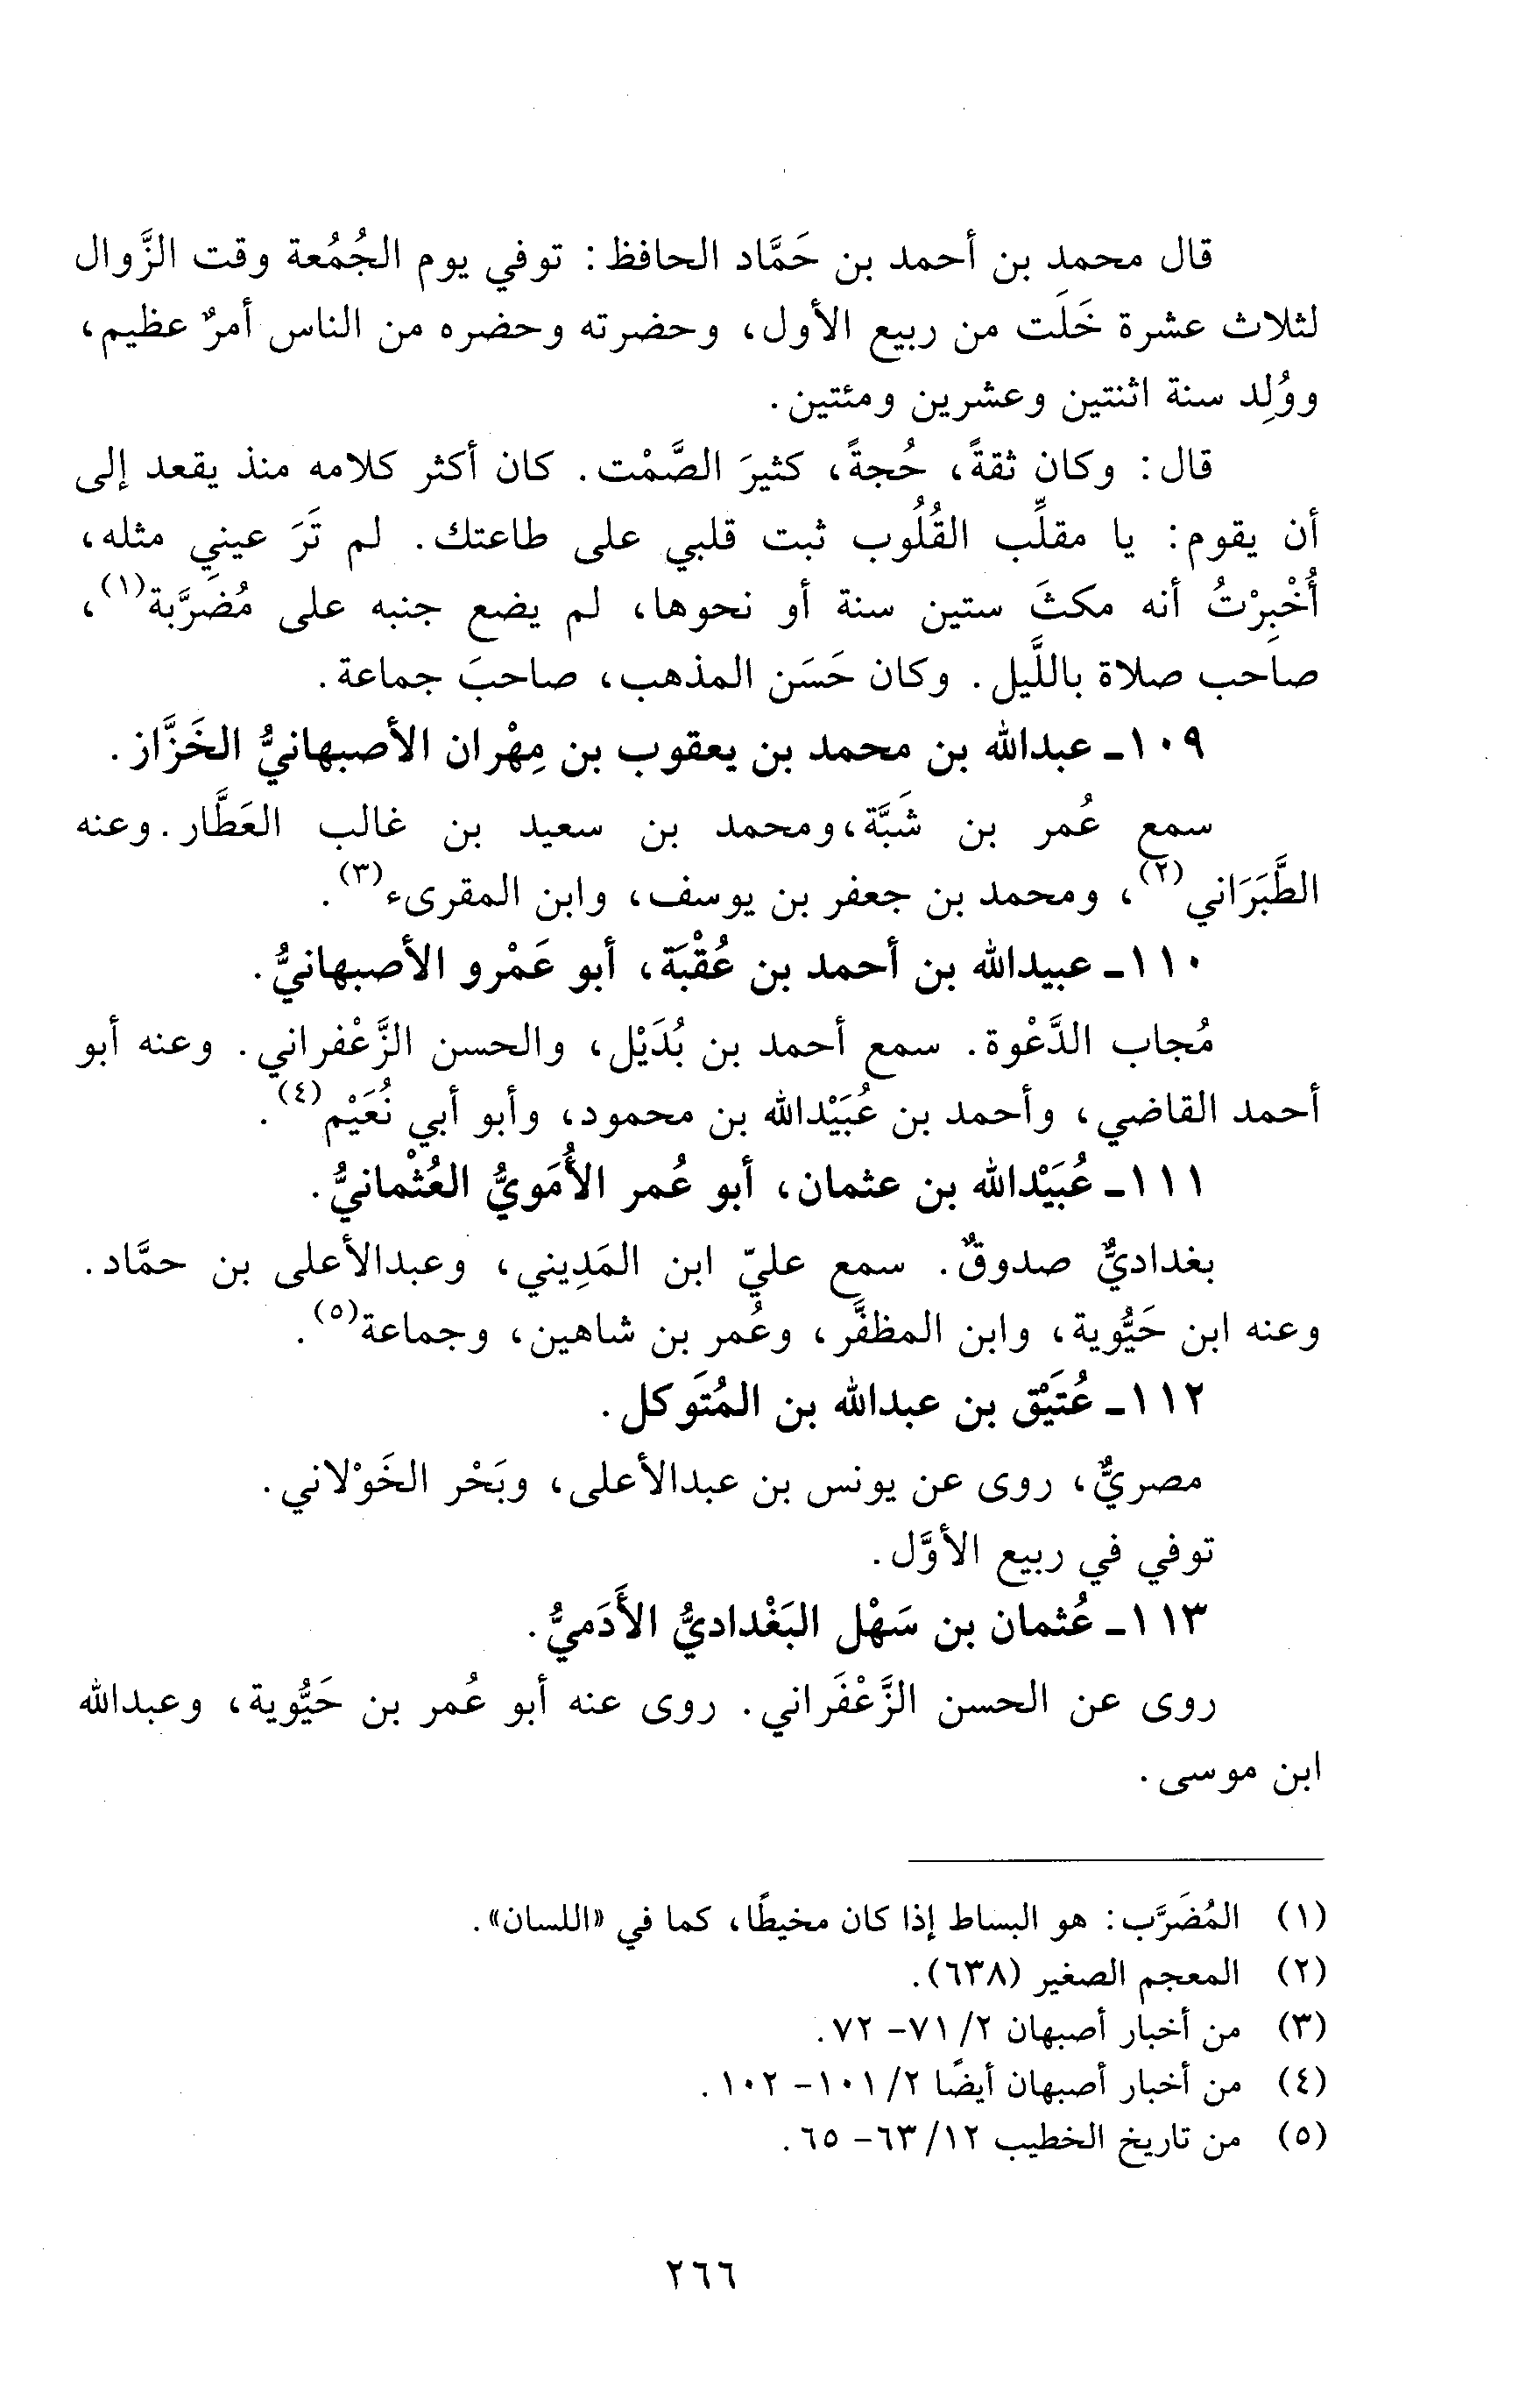 قال محمد بن أحمد بن حَمَّاد الحافظ: توفي يوم الجُمُعة وقت الزَّوال
لثلاث عشرة خَلَت من ربيع الأول، وحضرته وحضره من الناس أمرٌ عظيم،
ووُلِد سنة اثنتين وعشرين ومئتين.
قال: وكان ثقةً، حُجةً، كثيرَ الصَّمْت. كان أكثر كلامه منذ يقعد إلى
أن يقوم: يا مقلِّب القُلُوب ثبت قلبي على طاعتك. لم تَرَ عيني مثله،
أُخْبِرْتُ أنه مكثَ ستين سنة أو نحوها، لم يضع جنبه على مُضَرَّبة(١)،
صاحب صلاة باللَّيل. وكان حَسَن المذهب، صاحبَ جماعة.
١٠٩ـ عبدالله بن محمد بن يعقوب بن مِهْران الأصبهانيُّ الخَزَّاز.
سمع عُمر بن شَبَّة،ومحمد بن سعيد بن غالب العَطَّار.وعنه
الطَّبَرَاني(٢)، ومحمد بن جعفر بن يوسف، وابن المقرىء(٣).
١١٠ـ عبيدالله بن أحمد بن عُقْبَة، أبو عَمْرو الأصبهانيُّ.
مُجاب الدَّعْوة. سمع أحمد بن بُدَيْل، والحسن الزَّعْفراني. وعنه أبو
أحمد القاضي، وأحمد بن عُبَيْدالله بن محمود، وأبو أبي نُعَيْم(٤).
١١١ـ عُبَيْدالله بن عثمان، أبو عُمر الأُمَويُّ العُثْمانيُّ.
بغداديٌّ صدوقٌ. سمع عليّ ابن المَدِيني، وعبدالأعلى بن حمَّاد.
وعنه ابن حَيُّوية، وابن المظفَّر، وعُمر بن شاهين، وجماعة(٥).
١١٢ـ عُتَيْق بن عبدالله بن المُتَوكل.
مصريٌّ، روى عن يونس بن عبدالأعلى، وبَحْر الخَوْلاني.
توفي في ربيع الأوَّل.
١١٣ـ عُثمان بن سَهْل البَغْداديُّ الأَدَميُّ.
روى عن الحسن الزَّعْفَراني. روى عنه أبو عُمر بن حَيُّوية، وعبدالله
ابن موسى.
(١) المُضَرَّب: هو البساط إذا كان مخيطًا، كما في «اللسان».
(٢) المعجم الصغير (٦٣٨).
(٣) من أخبار أصبهان ٢/ ٧١- ٧٢.
(٤) من أخبار أصبهان أيضًا ٢/ ١٠١- ١٠٢.
(٥) من تاريخ الخطيب ١٢/ ٦٣- ٦٥.
٢٦٦